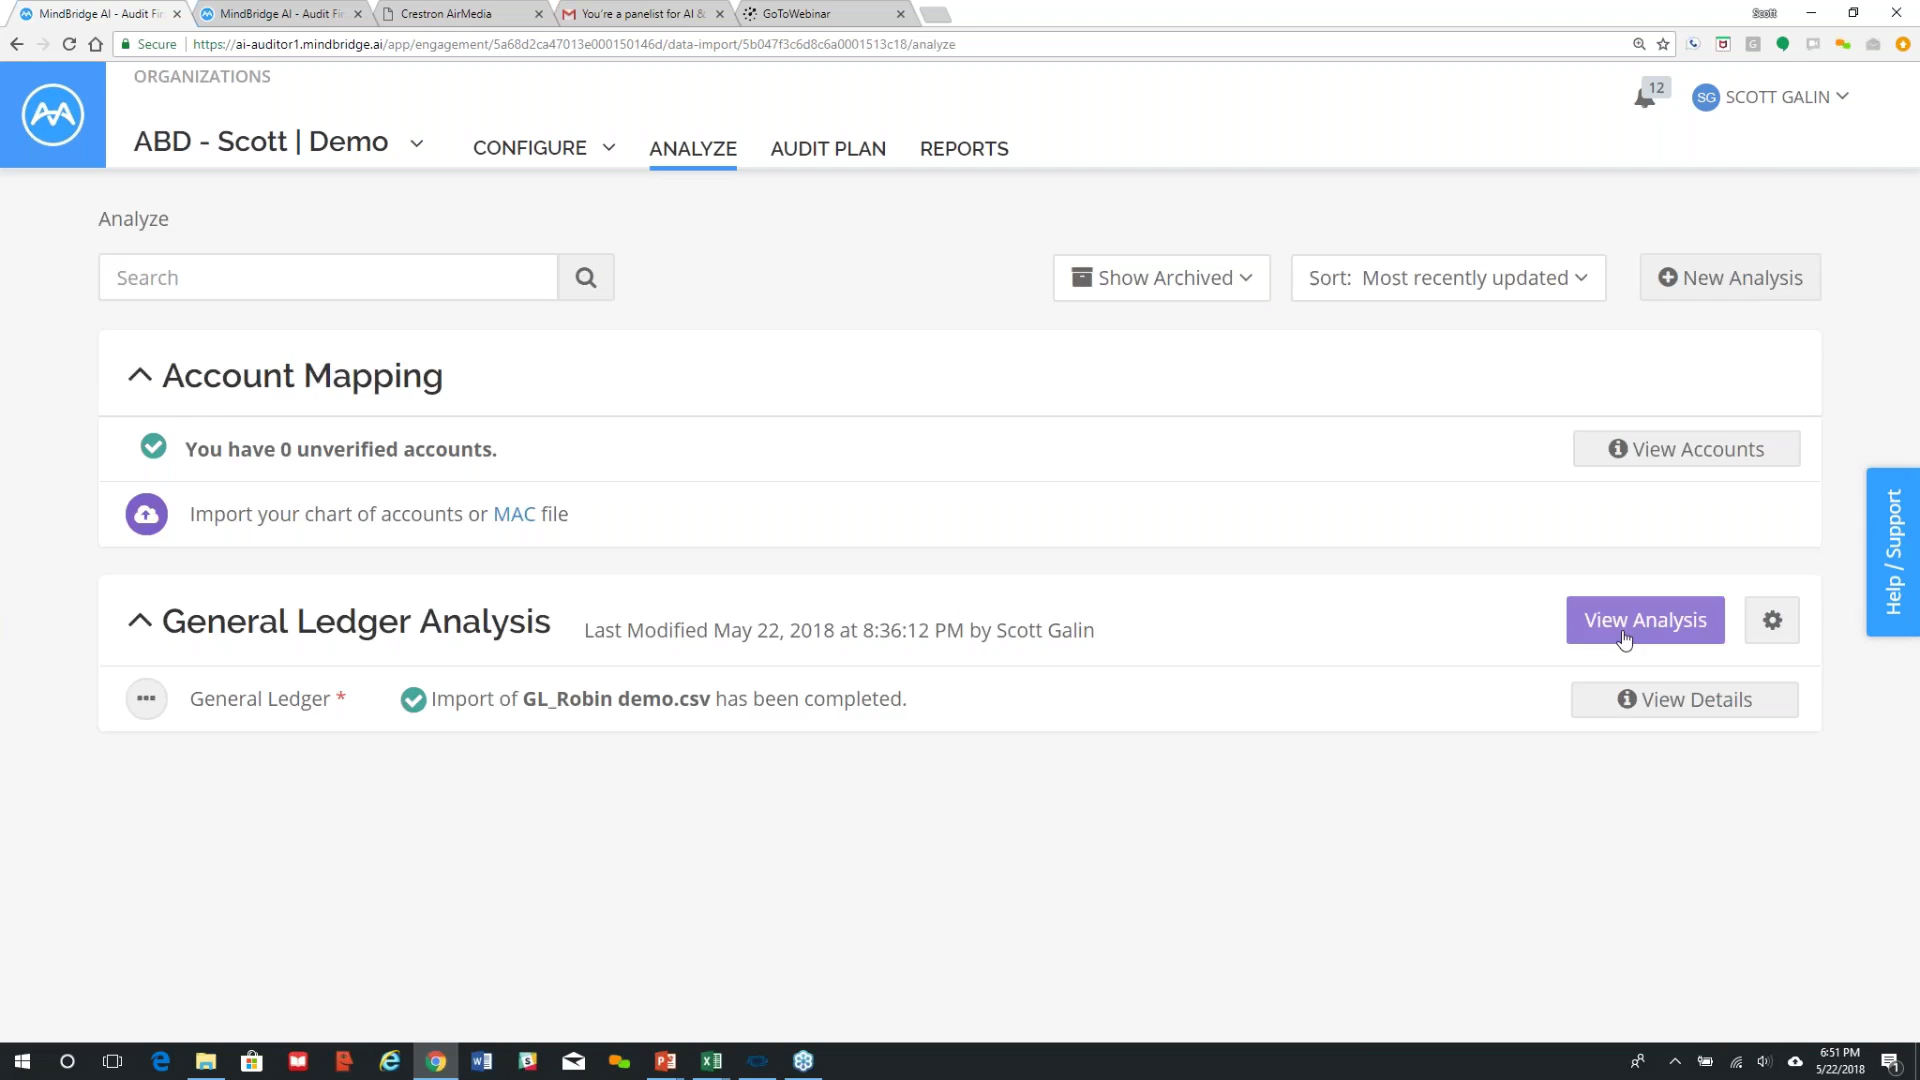 MindBridge AI - Audit Fir
MindBridge AI - Audit Fir
Crestron AirMedia
You're a panelist for AI &
GoToWebinar
Scott
Secure
https://ai-auditor1.mindbridge.ai/app/engagement/5a68d2ca47013e000150146d/data-import/5b047f3c6d8c6a0001513c18/analyze
ORGANIZATIONS
ABD - Scott | Demo
CONFIGURE
ANALYZE
AUDIT PLAN
REPORTS
12
SG SCOTT GALIN
Analyze
Search
Show Archived
Sort: Most recently updated
New Analysis
Account Mapping
You have 0 unverified accounts.
View Accounts
Import your chart of accounts or MAC file
General Ledger Analysis
Last Modified May 22, 2018 at 8:36:12 PM by Scott Galin
View Analysis
General Ledger *
Import of GL_Robin demo.csv has been completed.
View Details
Help / Support
6:51 PM
5/22/2018
1